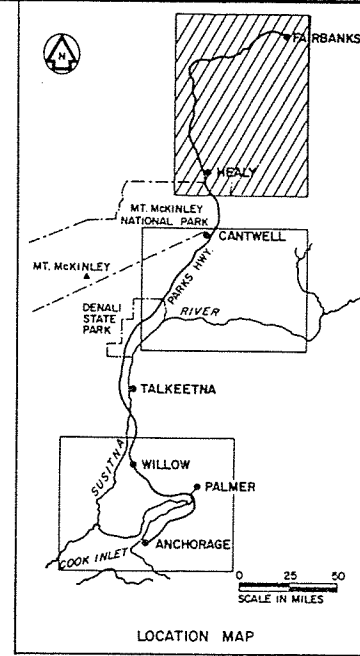 N
FAIRBANKS
HEALY
MT. McKINLEY
NATIONAL PARK
CANTWELL
MT. McKINLEY
PARKS HWY.
DENALI
STATE
PARK
RIVER
TALKEETNA
SUSITNA
WILLOW
PALMER
ANCHORAGE
COOK INLET
0 25 50
SCALE IN MILES
LOCATION MAP